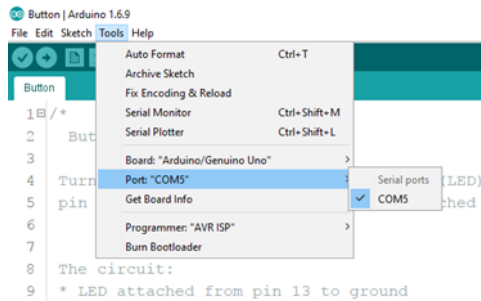 Button | Arduino 1.6.9
File Edit Sketch Tools Help
Button
Auto Format Ctrl+T
Archive Sketch
Fix Encoding & Reload
Serial Monitor Ctrl+Shift+M
Serial Plotter Ctrl+Shift+L
Board: "Arduino/Genuino Uno"
Port: "COM5"
Get Board Info
Programmer: "AVR ISP"
Burn Bootloader
Serial ports
COM5
1 /*
2 But
3
4 Turn (LED)
5 pin ched
6
7
8 The circuit:
9 * LED attached from pin 13 to ground